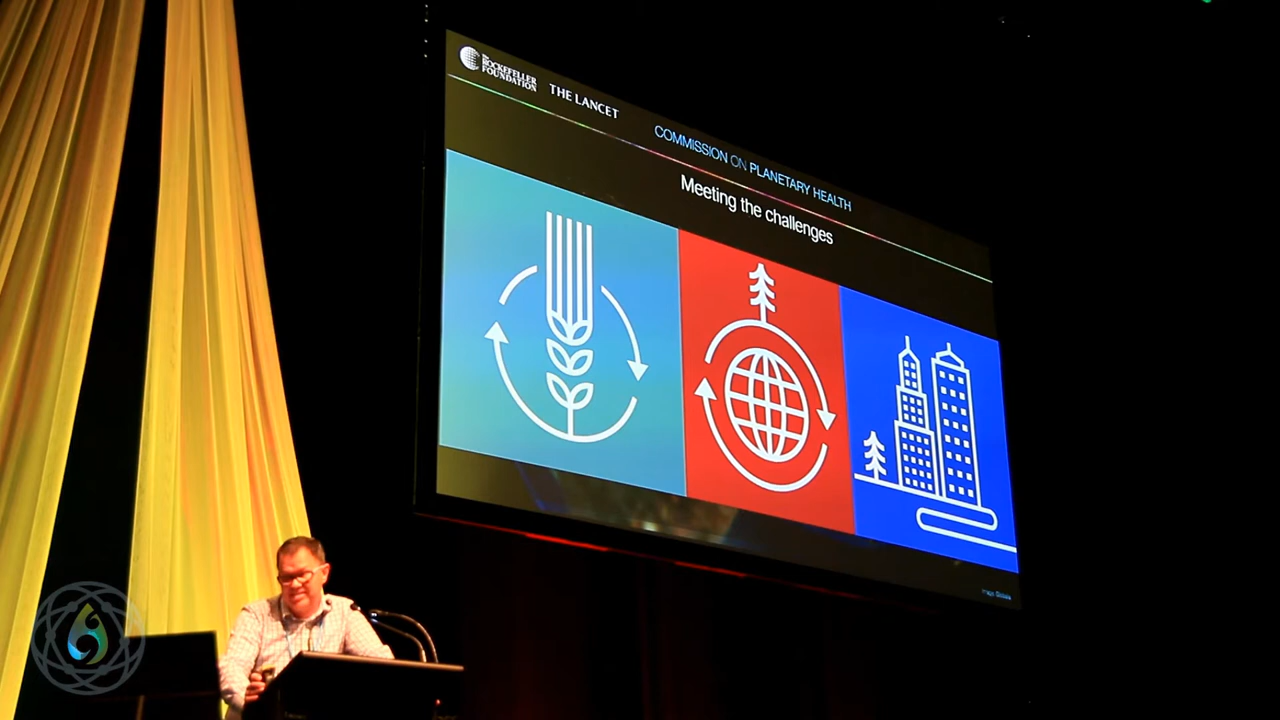 THE
ROCKEFELLER
FOUNDATION
THE LANCET
COMMISSION ON PLANETARY HEALTH
Meeting the challenges